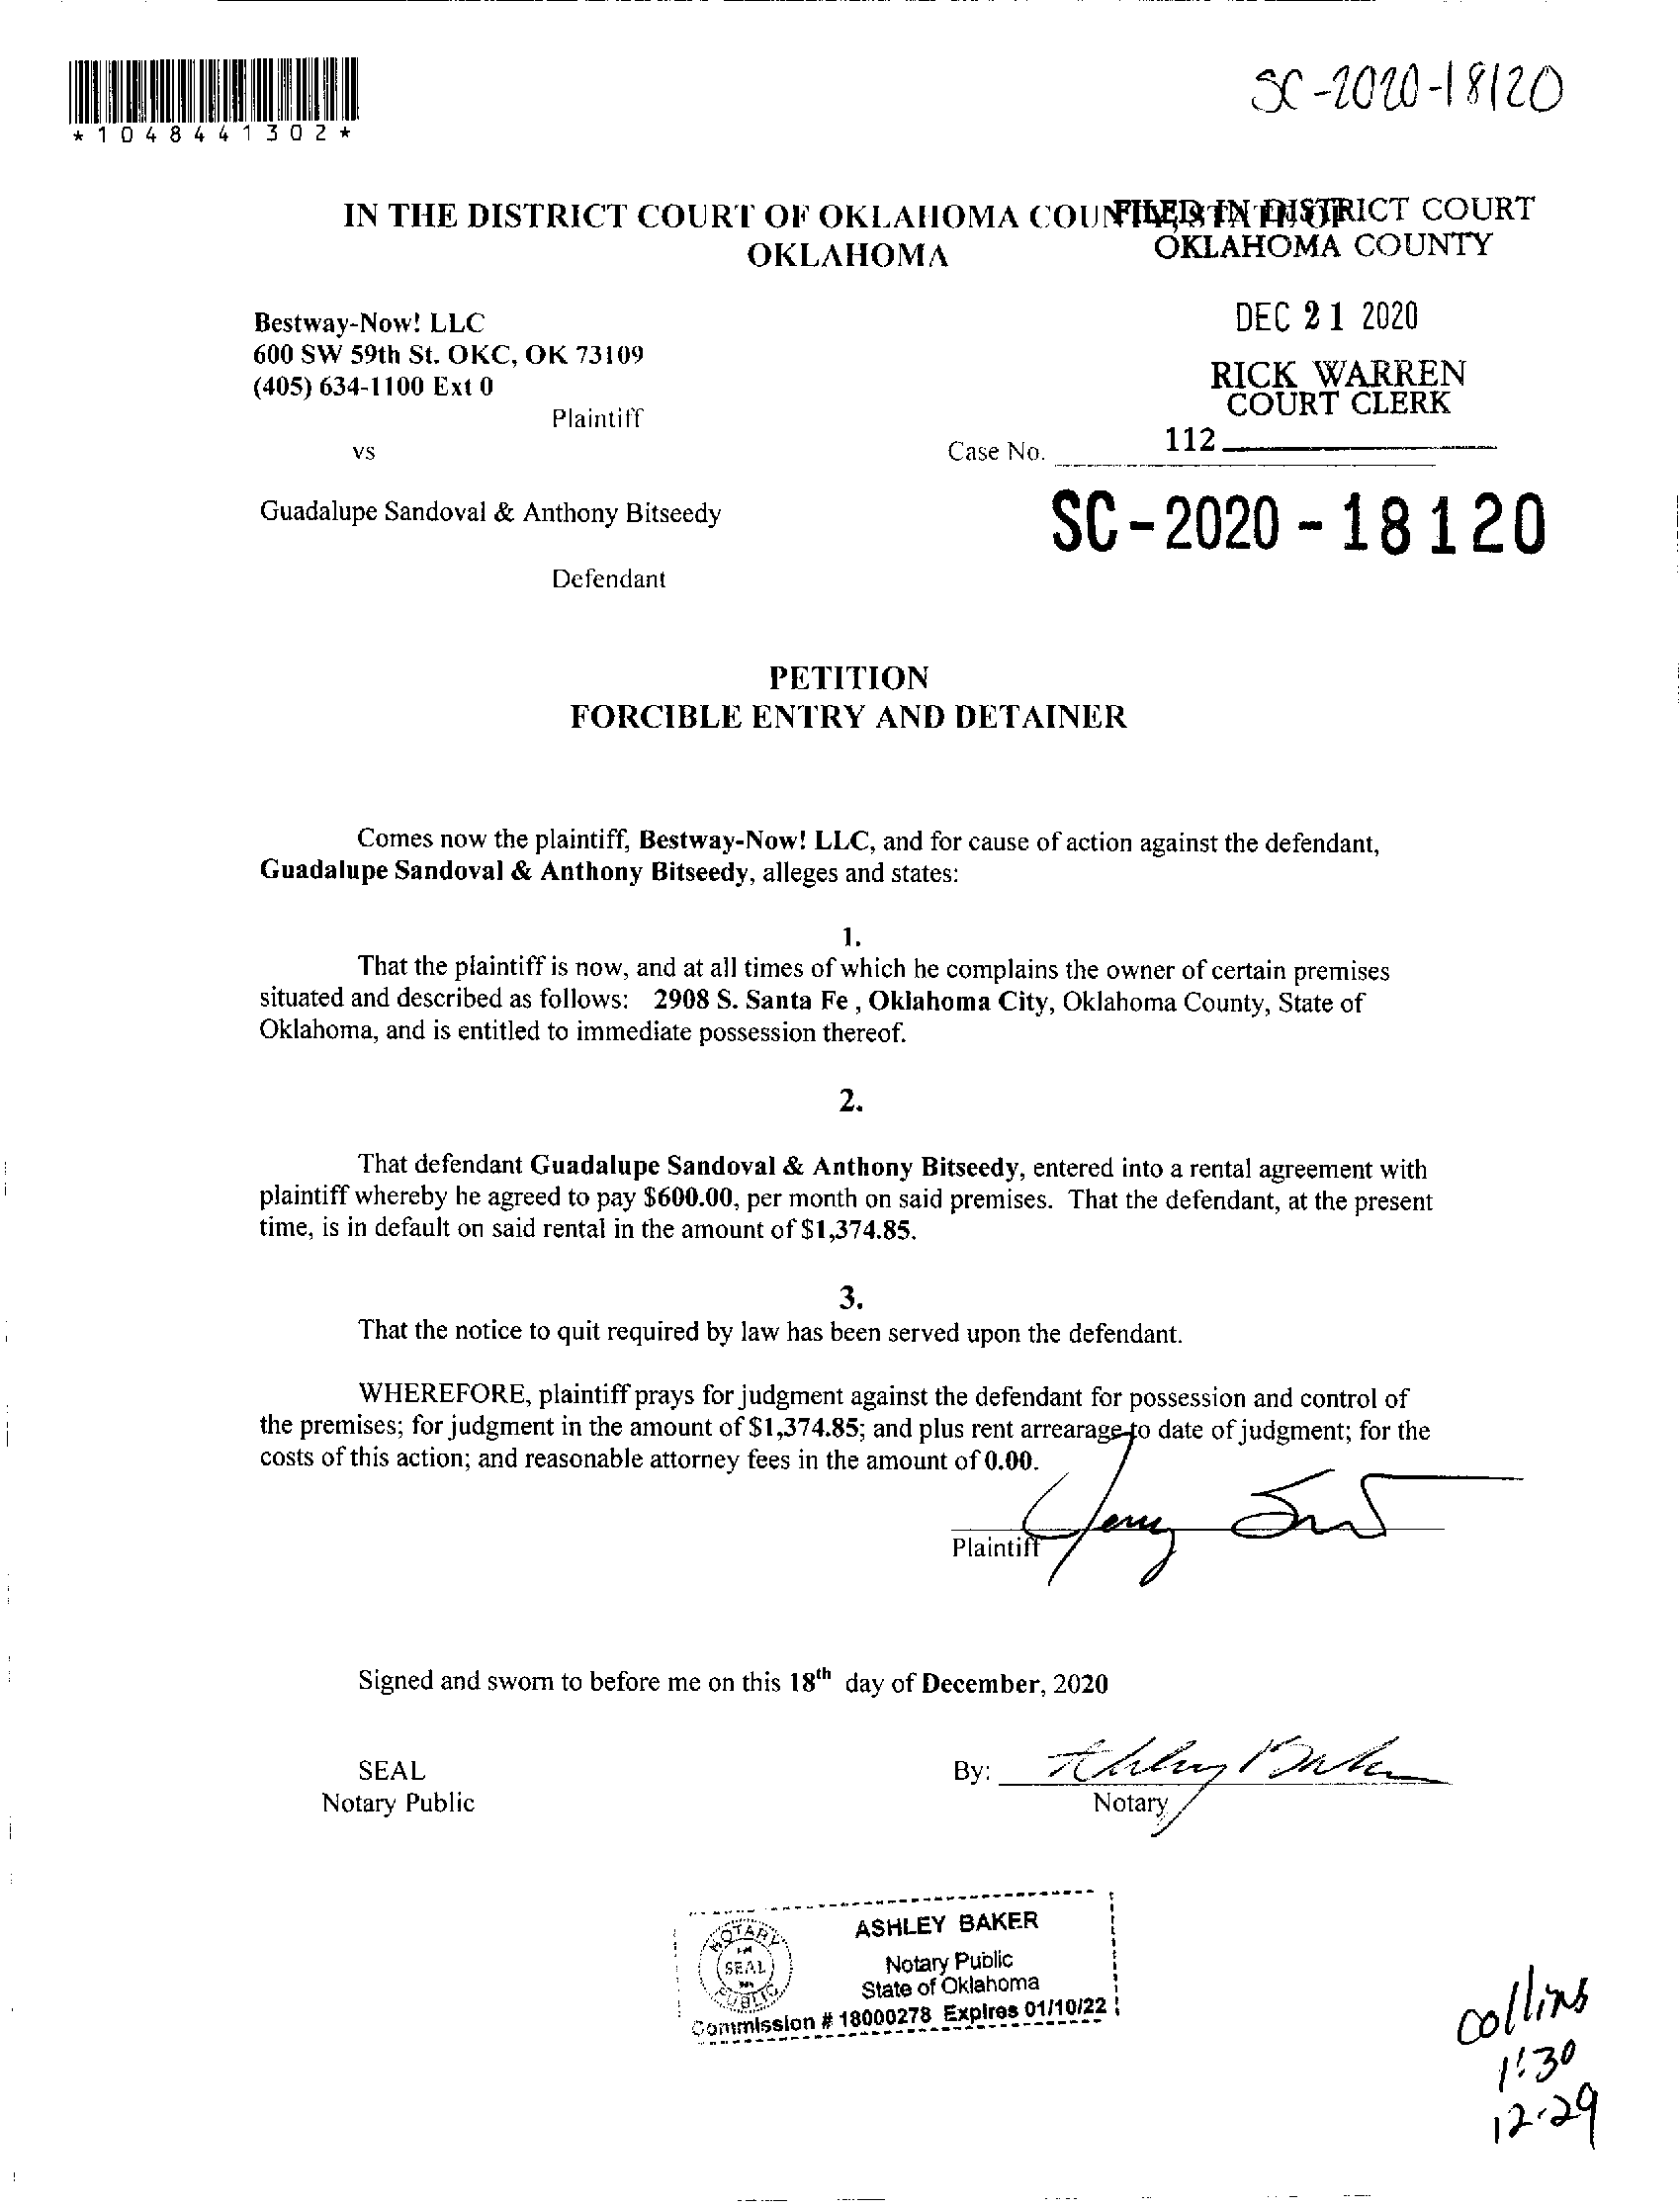 SC-2020-18120
*1048441302*
IN THE DISTRICT COURT OF OKLAHOMA
FILED IN DISTRICT COURT
OKLAHOMA
OKLAHOMA COUNTY
DEC 21 2020
Bestway-Now! LLC
600 SW 59th St. OKC, OK 73109
(405) 634-1100 Ext 0
RICK WARREN
COURT CLERK
Plaintiff
112
vs
Case No.
Guadalupe Sandoval & Anthony Bitseedy
SC-2020-18120
Defendant
PETITION
FORCIBLE ENTRY AND DETAINER
Comes now the plaintiff, Bestway-Now! LLC, and for cause of action against the defendant,
Guadalupe Sandoval & Anthony Bitseedy, alleges and states:
1.
That the plaintiff is now, and at all times of which he complains the owner of certain premises
situated and described as follows: 2908 S. Santa Fe , Oklahoma City, Oklahoma County, State of
Oklahoma, and is entitled to immediate possession thereof.
2.
That defendant Guadalupe Sandoval & Anthony Bitseedy, entered into a rental agreement with
plaintiff whereby he agreed to pay $600.00, per month on said premises. That the defendant, at the present
time, is in default on said rental in the amount of $1,374.85.
3.
That the notice to quit required by law has been served upon the defendant.
WHEREFORE, plaintiff prays for judgment against the defendant for possession and control of
the premises; for judgment in the amount of $1,374.85; and plus rent arrearage to date of judgment; for the
costs of this action; and reasonable attorney fees in the amount of 0.00.
Plaintiff
Signed and sworn to before me on this 18th day of December, 2020
SEAL
By:
Notary Public
Notary
NOTARY
SEAL
PUBLIC
ASHLEY BAKER
Notary Public
State of Oklahoma
Commission # 18000278 Expires 01/10/22
collins
1:30
12-29